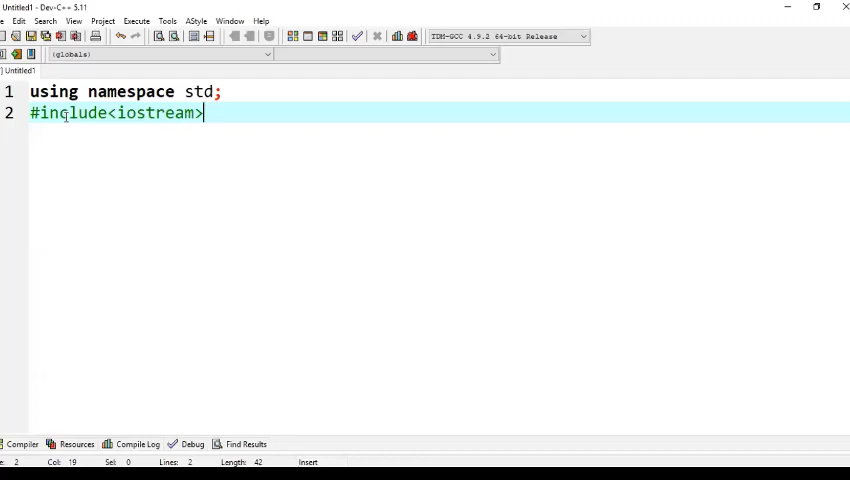 Untitled1 - Dev-C++ 5.11
Edit Search View Project Execute Tools AStyle Window Help
TDM-GCC 4.9.2 64-bit Release
(globals)
Untitled1
1 using namespace std;
2 #include<iostream>
Compiler Resources Compile Log Debug Find Results
2 Col: 19 Sel: 0 Lines: 2 Length: 42 Insert